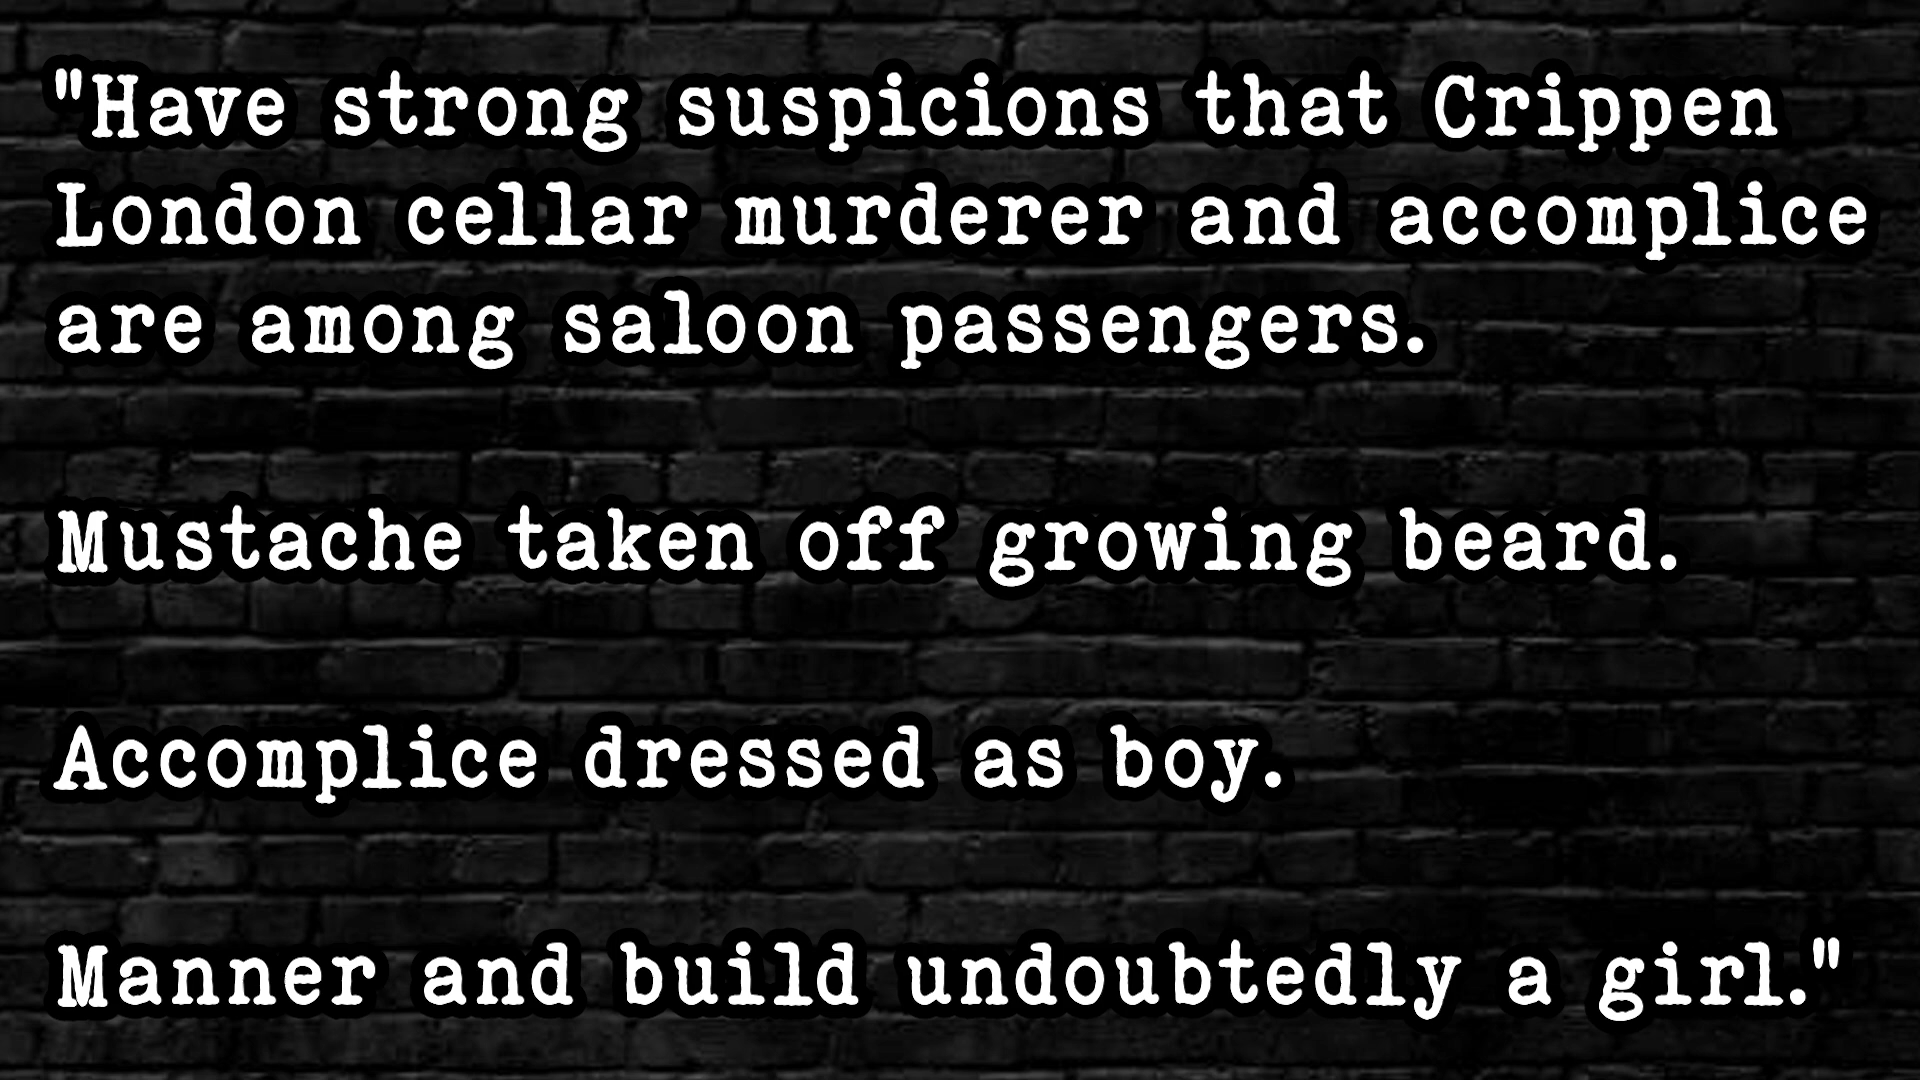 "Have strong suspicions that Crippen
London cellar murderer and accomplice
are among saloon passengers.
Mustache taken off growing beard.
Accomplice dressed as boy.
Manner and build undoubtedly a girl."